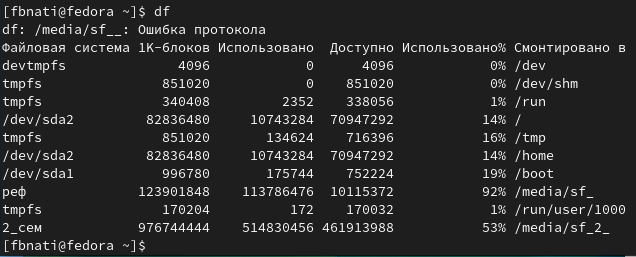 [fbnati@fedora ~]$ df
df: /media/sf__: Ошибка протокола
Файловая система 1K-блоков Использовано Доступно Использовано% Смонтировано в
devtmpfs 4096 0 4096 0% /dev
tmpfs 851020 0 851020 0% /dev/shm
tmpfs 340408 2352 338056 1% /run
/dev/sda2 82836480 10743284 70947292 14% /
tmpfs 851020 134624 716396 16% /tmp
/dev/sda2 82836480 10743284 70947292 14% /home
/dev/sda1 996780 175744 752224 19% /boot
реф 123901848 113786476 10115372 92% /media/sf_
tmpfs 170204 172 170032 1% /run/user/1000
2_сем 976744444 514830456 461913988 53% /media/sf_2_
[fbnati@fedora ~]$